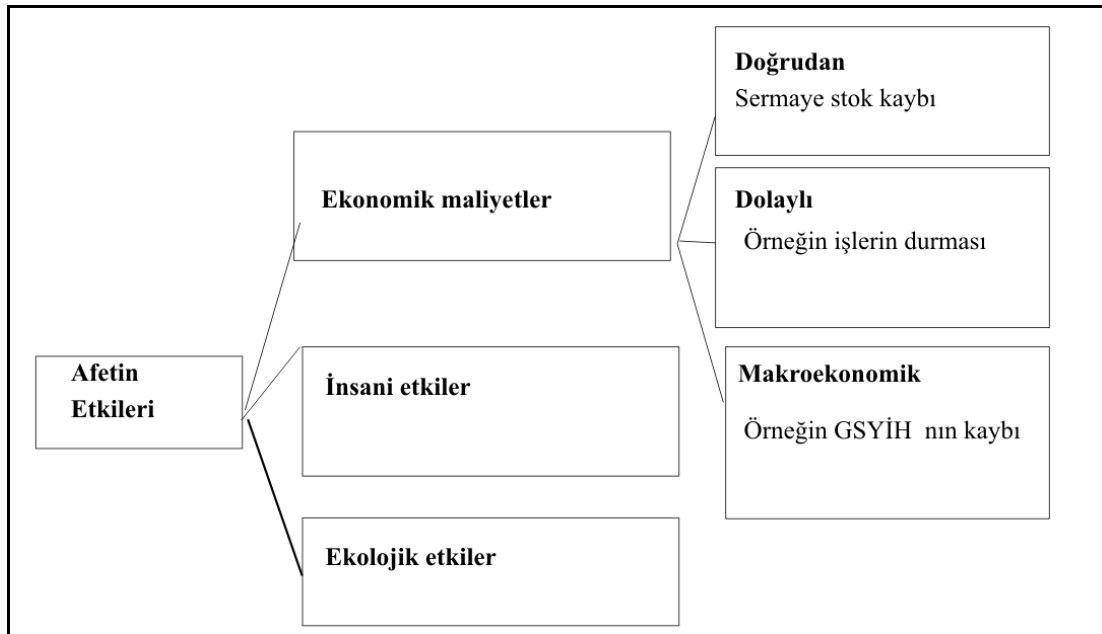 Afetin
Etkileri
Ekonomik maliyetler
Doğrudan
Sermaye stok kaybı
Dolaylı
Örneğin işlerin durması
Makroekonomik
Örneğin GSYİH nın kaybı
İnsani etkiler
Ekolojik etkiler